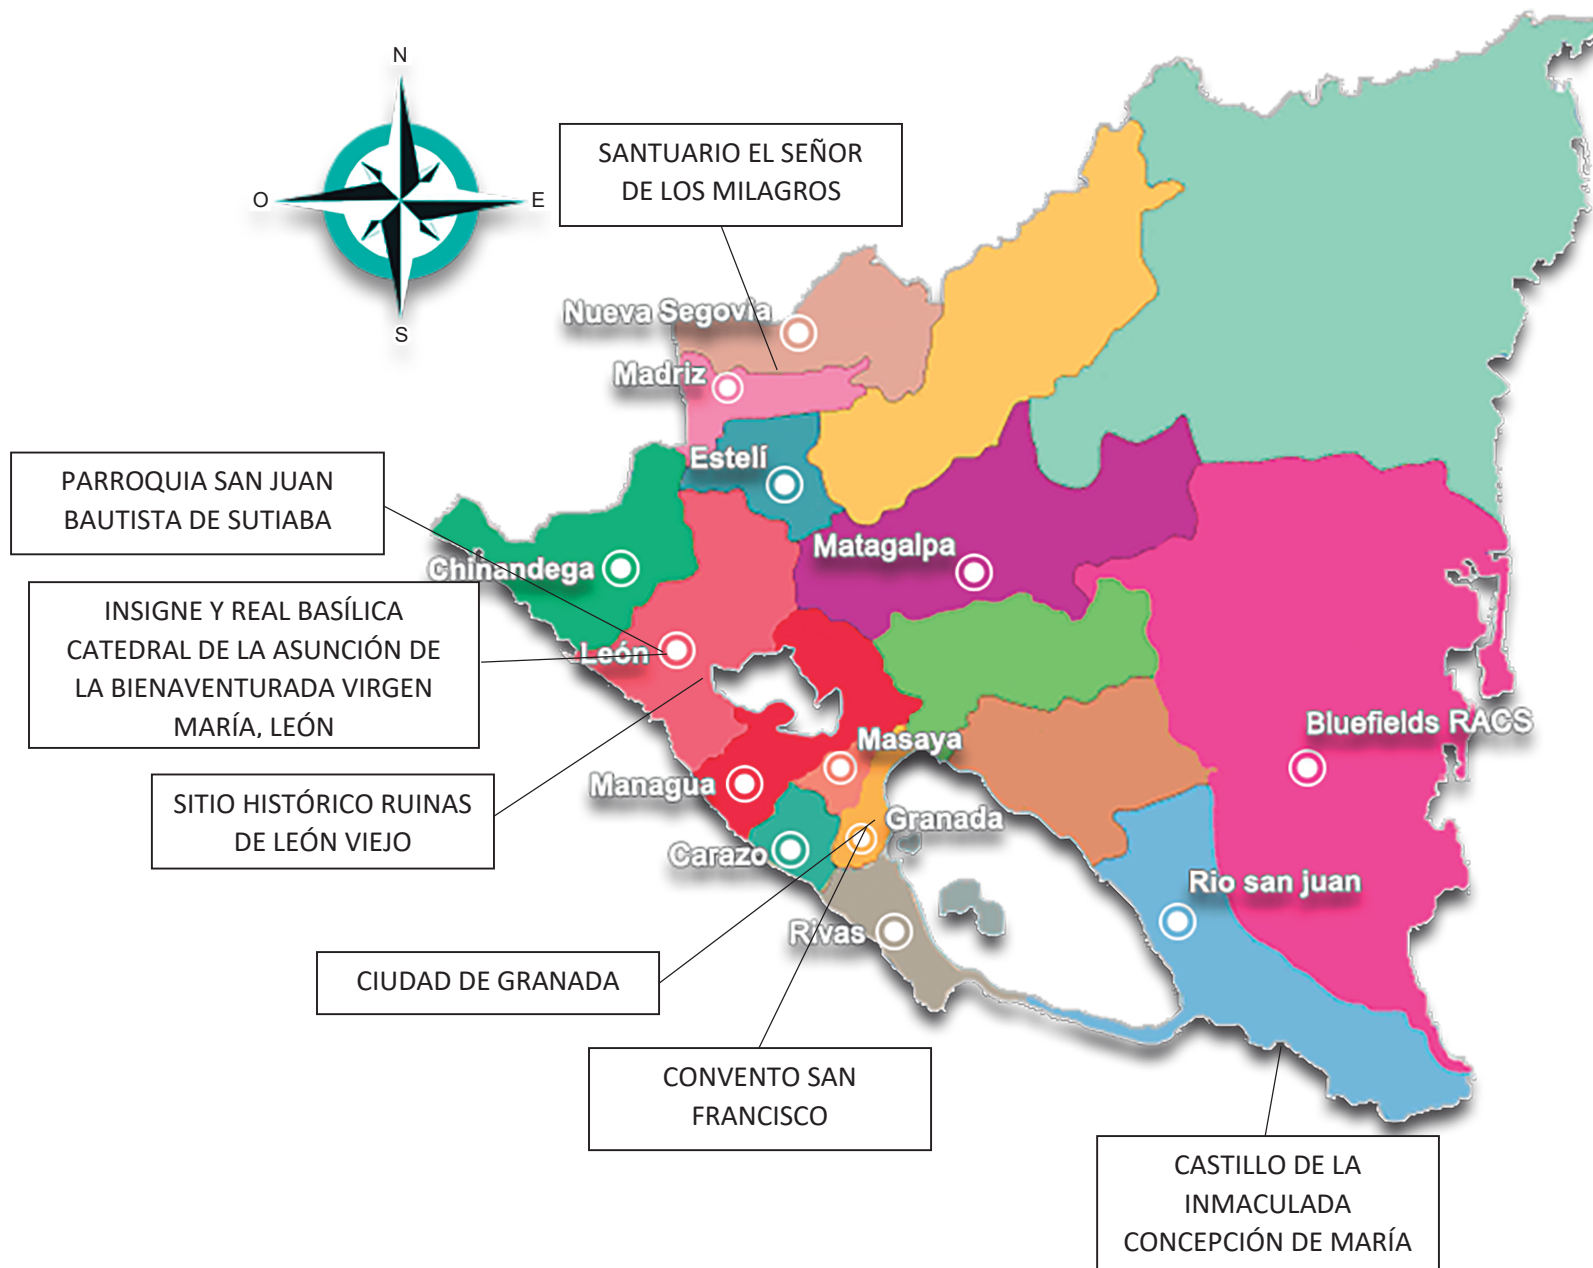 N
O
E
S
SANTUARIO EL SEÑOR
DE LOS MILAGROS
Nueva Segovia
Madriz
Estelí
PARROQUIA SAN JUAN
BAUTISTA DE SUTIABA
Chinandega
Matagalpa
INSIGNE Y REAL BASÍLICA
CATEDRAL DE LA ASUNCIÓN DE
LA BIENAVENTURADA VIRGEN
MARÍA, LEÓN
León
Bluefields RACS
Masaya
Managua
SITIO HISTÓRICO RUINAS
DE LEÓN VIEJO
Granada
Carazo
Rio san juan
Rivas
CIUDAD DE GRANADA
CONVENTO SAN
FRANCISCO
CASTILLO DE LA
INMACULADA
CONCEPCIÓN DE MARÍA